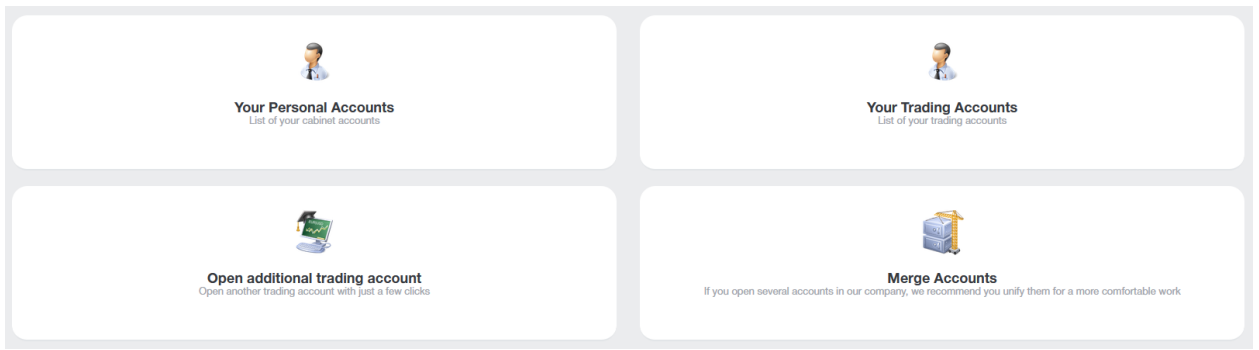 Your Personal Accounts
List of your cabinet accounts
Your Trading Accounts
List of your trading accounts
Open additional trading account
Open another trading account with just a few clicks
Merge Accounts
If you open several accounts in our company, we recommend you unify them for a more comfortable work